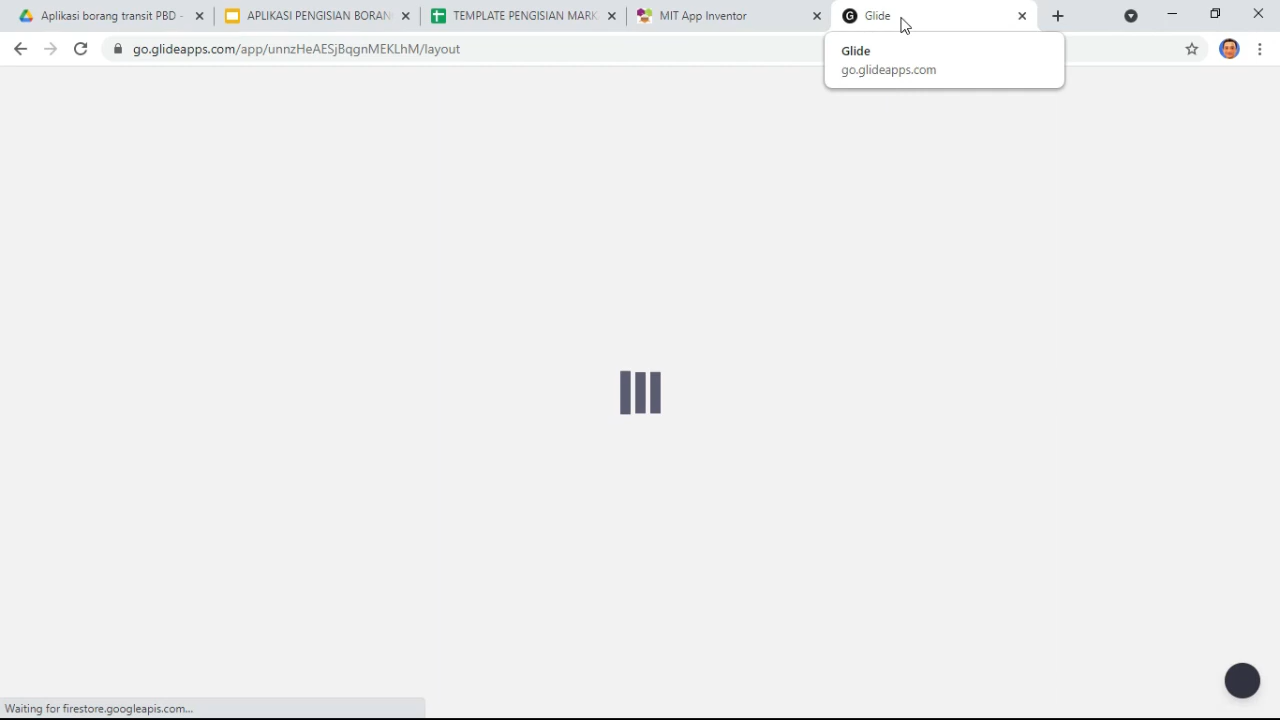 Aplikasi borang transit PBD -
APLIKASI PENGISIAN BORAN
TEMPLATE PENGISIAN MARK
MIT App Inventor
G Glide
go.glideapps.com/app/unnzHeAESjBqgnMEKLhM/layout
Glide
go.glideapps.com
Waiting for firestore.googleapis.com...